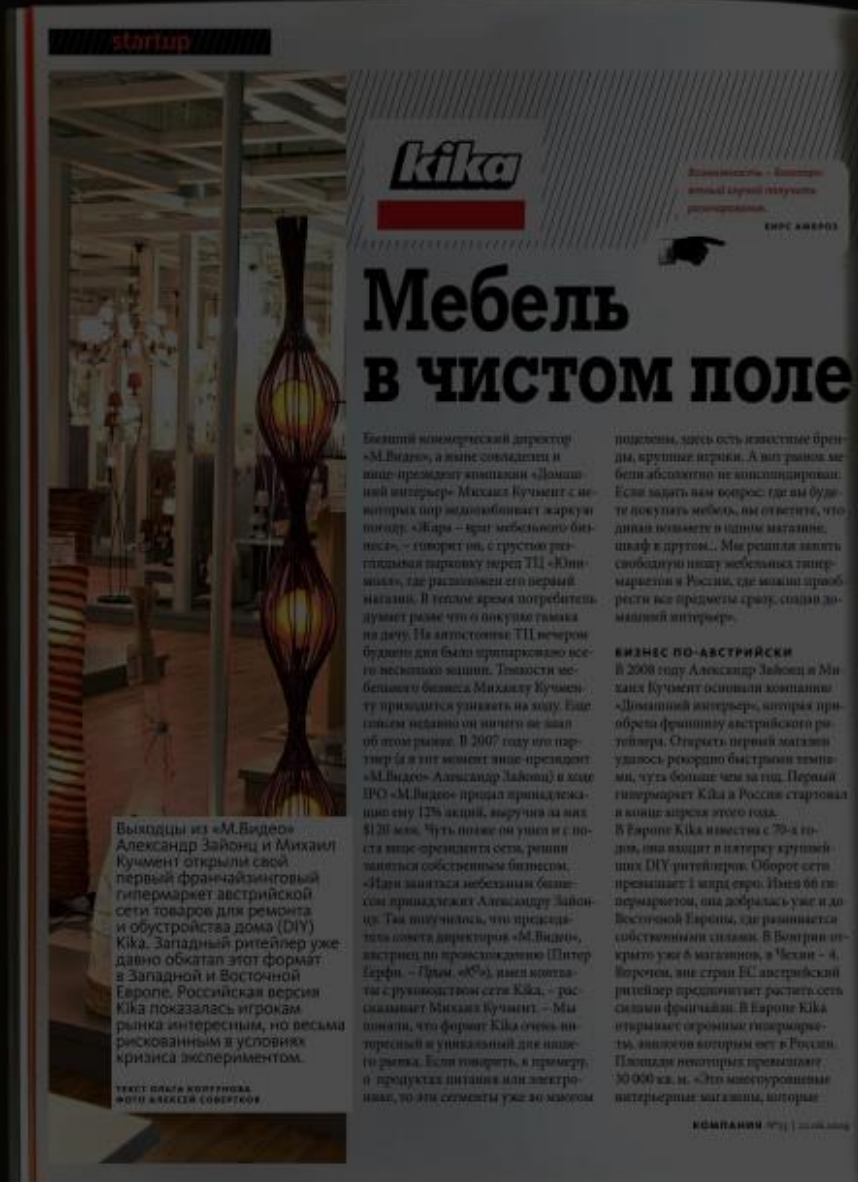 startup
kika
Возможность – благопри-
ятный случай получить
разочарование.
БИРС АМБРОЗ
Мебель
в чистом поле
Выходцы из «М.Видео»
Александр Зайонц и Михаил
Кучмент открыли свой
первый франчайзинговый
гипермаркет австрийской
сети товаров для ремонта
и обустройства дома (DIY)
Kika. Западный ритейлер уже
давно обкатал этот формат
в Западной и Восточной
Европе. Российская версия
Kika показалась игрокам
рынка интересным, но весьма
рискованным в условиях
кризиса экспериментом.
ТЕКСТ ОЛЬГА КОЛТУНОВА
ФОТО АЛЕКСЕЙ СОВЕРТКОВ
Бывший коммерческий директор
«М.Видео», а ныне совладелец и
вице-президент компании «Домаш-
ний интерьер» Михаил Кучмент с не-
которых пор недолюбливает жаркую
погоду. «Жара – враг мебельного биз-
неса», – говорит он, с грустью раз-
глядывая парковку перед ТЦ «Юни-
молл», где расположен его первый
магазин. В теплое время потребитель
думает разве что о покупке гамака
на дачу. На автостоянке ТЦ вечером
буднего дня было припарковано все-
го несколько машин. Тонкости ме-
бельного бизнеса Михаилу Кучмен-
ту приходится узнавать на ходу. Еще
совсем недавно он ничего не знал
об этом рынке. В 2007 году его пар-
тнер (а в тот момент вице-президент
«М.Видео» Александр Зайонц) в ходе
IPO «М.Видео» продал принадлежа-
щие ему 12% акций, выручив за них
$120 млн. Чуть позже он ушел и с по-
ста вице-президента сети, решив
заняться собственным бизнесом.
«Идея заняться мебельным бизне-
сом принадлежит Александру Зайон-
цу. Так получилось, что председа-
тель совета директоров «М.Видео»,
австриец по происхождению (Питер
Герфи. – Прим. «Ко»), имел контак-
ты с руководством сети Kika, – рас-
сказывает Михаил Кучмент. – Мы
поняли, что формат Kika очень ин-
тересный и уникальный для наше-
го рынка. Если говорить, к примеру,
о продуктах питания или электро-
нике, то эти сегменты уже во многом
поделены, здесь есть известные брен-
ды, крупные игроки. А вот рынок ме-
бели абсолютно не консолидирован.
Если задать вам вопрос: где вы буде-
те покупать мебель, вы ответите, что
диван возьмете в одном магазине,
шкаф в другом... Мы решили занять
свободную нишу мебельных гипер-
маркетов в России, где можно приоб-
рести все предметы сразу, создав до-
машний интерьер».
БИЗНЕС ПО-АВСТРИЙСКИ
В 2008 году Александр Зайонц и Ми-
хаил Кучмент основали компанию
«Домашний интерьер», которая при-
обрела франшизу австрийского ри-
тейлера. Открыть первый магазин
удалось рекордно быстрыми темпа-
ми, чуть больше чем за год. Первый
гипермаркет Kika в России стартовал
в конце апреля этого года.
В Европе Kika известна с 70-х го-
дов, она входит в пятерку крупней-
ших DIY-ритейлеров. Оборот сети
превышает 1 млрд евро. Имея 66 ги-
пермаркетов, она добралась уже и до
Восточной Европы, где развивается
собственными силами. В Венгрии от-
крыто уже 6 магазинов, в Чехии – 4.
Впрочем, вне стран ЕС австрийский
ритейлер предпочитает растить сеть
силами франчайзи. В Европе Kika
открывает огромные гипермарке-
ты, аналогов которым нет в России.
Площади некоторых превышают
30 000 кв. м. «Это многоуровневые
интерьерные магазины, которые
КОМПАНИЯ